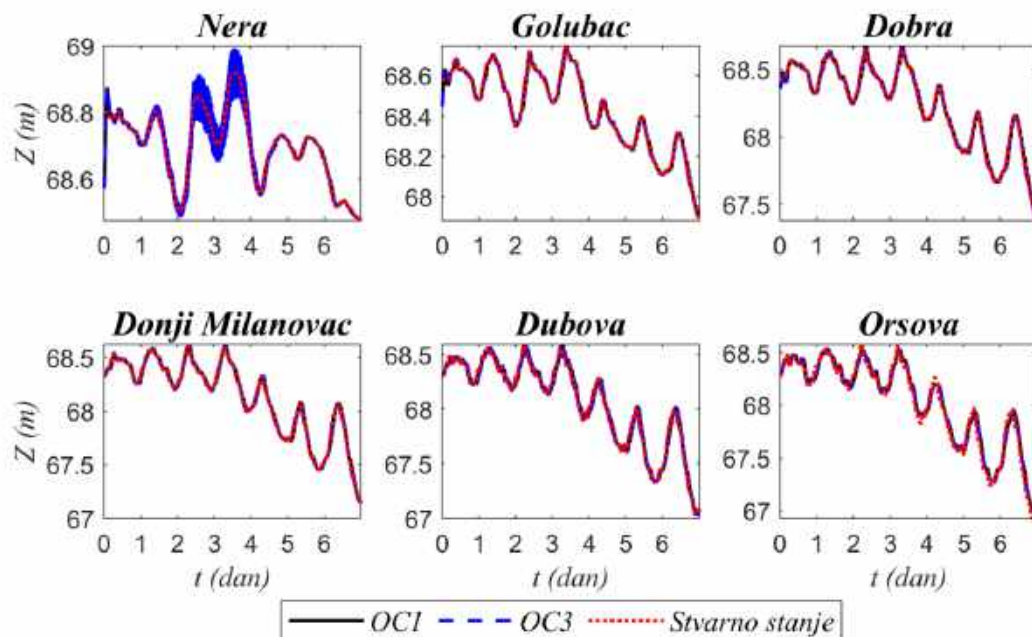 Nera Golubac Dobra
Z (m) 69 68.8 68.6
0 1 2 3 4 5 6
68.6 68.4 68.2 68
0 1 2 3 4 5 6
68.5 68 67.5
0 1 2 3 4 5 6
Donji Milanovac Dubova Orsova
Z (m) 68.5 68 67.5 67
0 1 2 3 4 5 6
68.5 68 67.5 67
0 1 2 3 4 5 6
68.5 68 67.5 67
0 1 2 3 4 5 6
t (dan) t (dan) t (dan)
OC1 OC3 Stvarno stanje